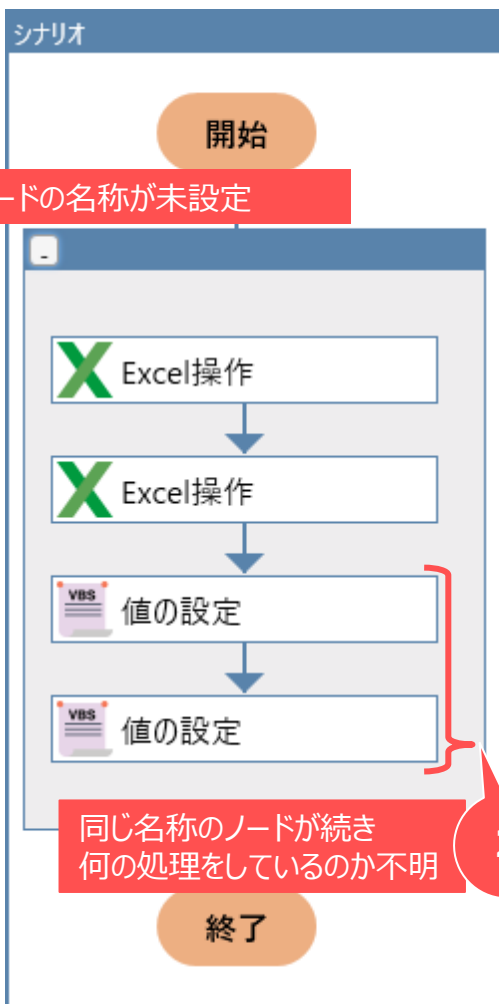 シナリオ
開始
ードの名称が未設定
-
Excel操作
Excel操作
VBS 値の設定
VBS 値の設定
同じ名称のノードが続き
何の処理をしているのか不明
終了